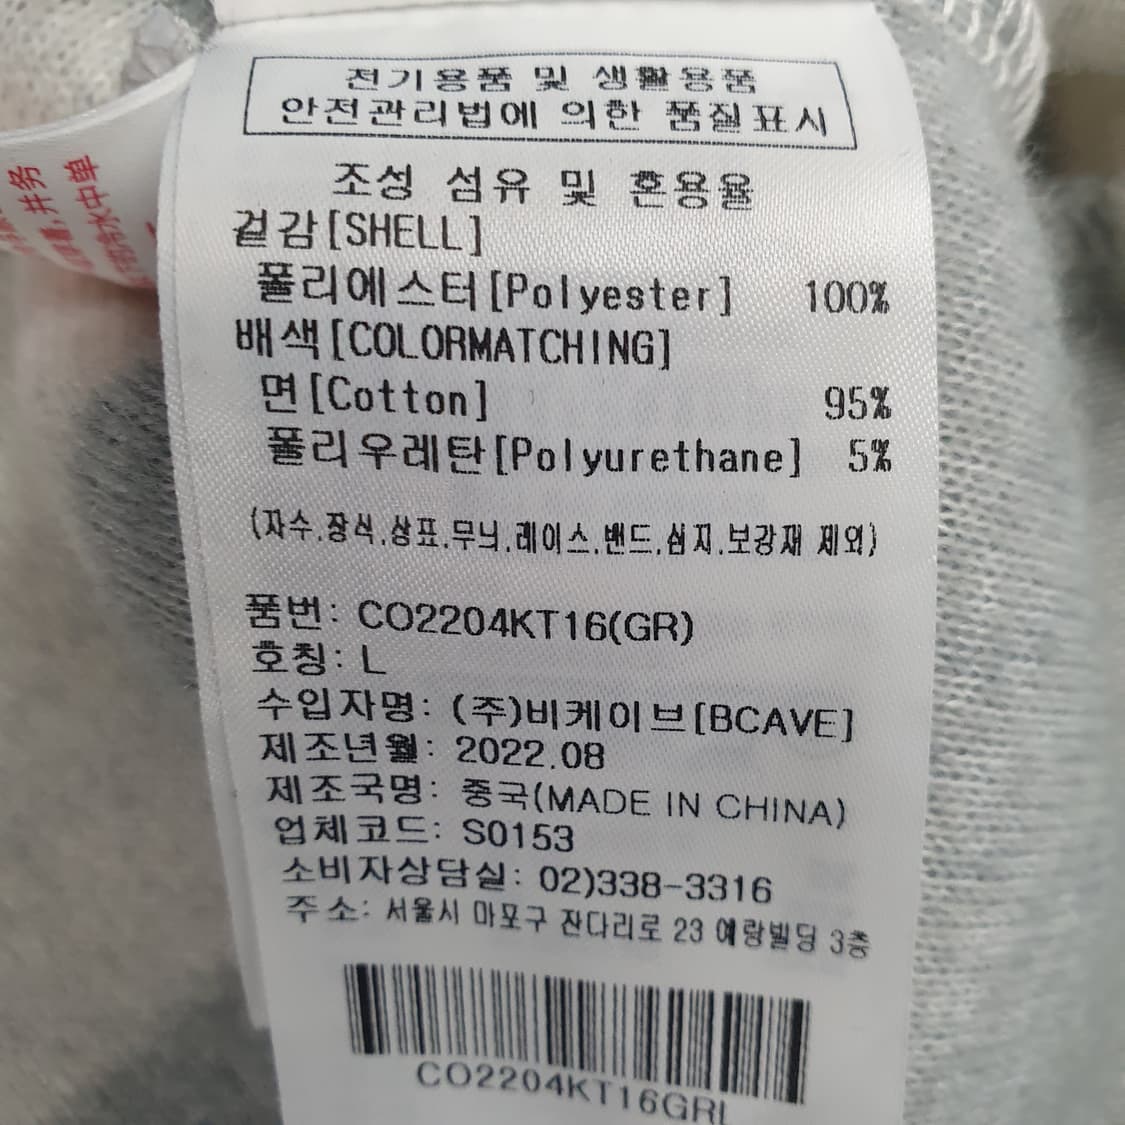 전기용품 및 생활용품
안전관리법에 의한 품질표시
조성 섬유 및 혼용율
겉감[SHELL]
폴리에스터[Polyester] 100%
배색[COLORMATCHING]
면[Cotton] 95%
폴리우레탄[Polyurethane] 5%
(자수.장식.상표.무늬.레이스.밴드.심지.보강재 제외)
품번: CO2204KT16(GR)
호칭: L
수입자명: (주)비케이브[BCAVE]
제조년월: 2022.08
제조국명: 중국(MADE IN CHINA)
업체코드: S0153
소비자상담실: 02)338-3316
주소: 서울시 마포구 잔다리로 23 예랑빌딩 3층
CO2204KT16GRL